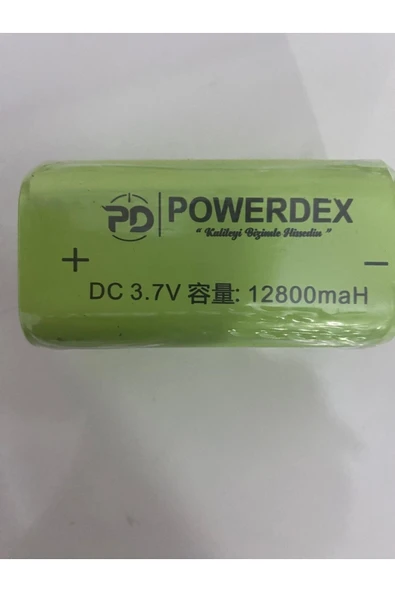 PD POWERDEX
“ Kaliteyi Bizimle Hissedin ”
+ −
DC 3.7V 容量: 12800maH